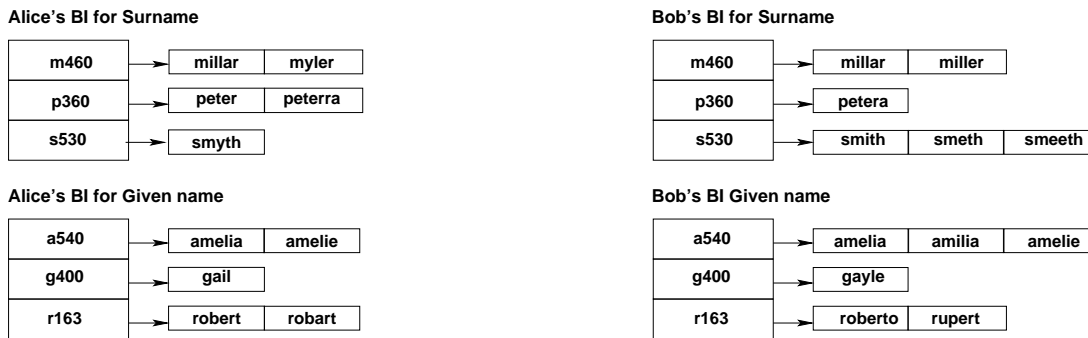 Alice's BI for Surname
m460 millar myler
p360 peter peterra
s530 smyth
Alice's BI for Given name
a540 amelia amelie
g400 gail
r163 robert robart
Bob's BI for Surname
m460 millar miller
p360 petera
s530 smith smeth smeeth
Bob's BI Given name
a540 amelia amilia amelie
g400 gayle
r163 roberto rupert